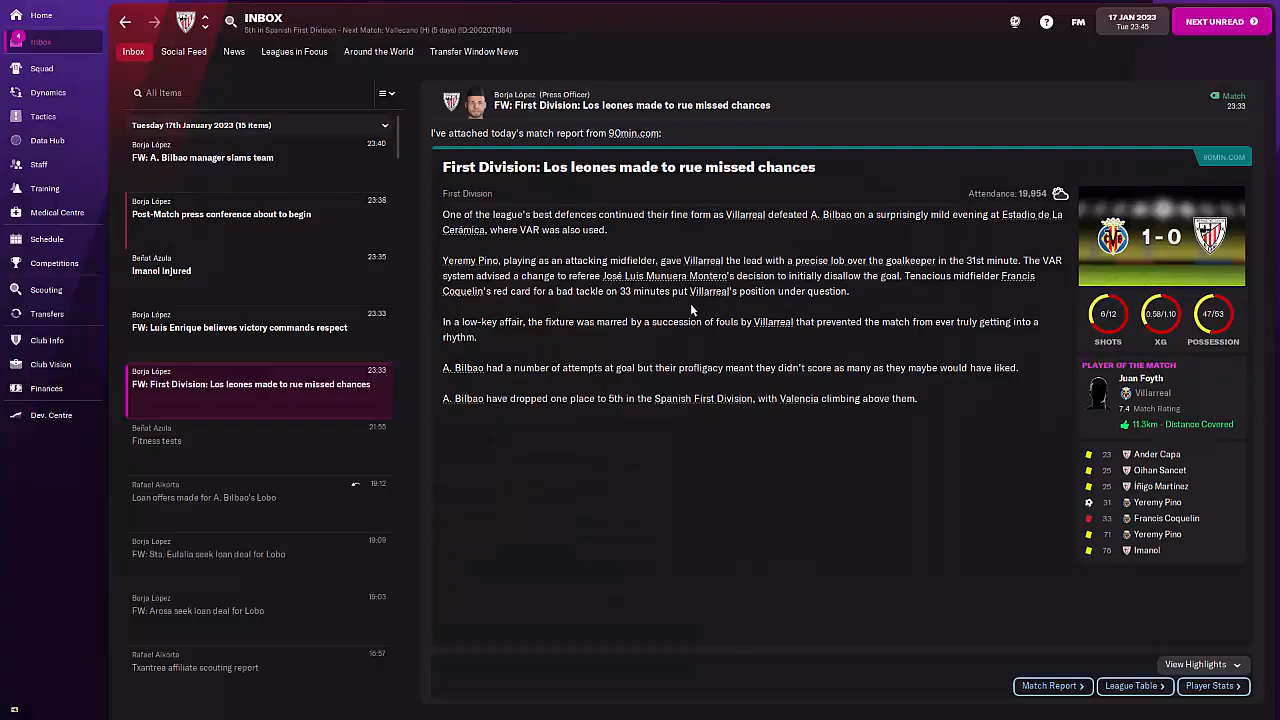 Home
4
Inbox
Squad
Dynamics
Tactics
Data Hub
Staff
Training
Medical Centre
Schedule
Competitions
Scouting
Transfers
Club Info
Club Vision
Finances
Dev. Centre
INBOX
5th in Spanish First Division - Next Match: Vallecano (H) (5 days) (ID:2002071384)
?
FM
17 JAN 2023
Tue 23:45
NEXT UNREAD
Inbox
Social Feed
News
Leagues in Focus
Around the World
Transfer Window News
All Items
Tuesday 17th January 2023 (15 items)
Borja López 23:40
FW: A. Bilbao manager slams team
Borja López 23:38
Post-Match press conference about to begin
Beñat Azula 23:35
Imanol injured
Borja López 23:33
FW: Luis Enrique believes victory commands respect
Borja López 23:33
FW: First Division: Los leones made to rue missed chances
Beñat Azula 21:55
Fitness tests
Rafael Alkorta 19:12
Loan offers made for A. Bilbao's Lobo
Borja López 19:09
FW: Sta. Eulalia seek loan deal for Lobo
Borja López 19:03
FW: Arosa seek loan deal for Lobo
Rafael Alkorta 16:57
Txantrea affiliate scouting report
Borja López (Press Officer)
FW: First Division: Los leones made to rue missed chances
Match
23:33
I've attached today's match report from 90min.com:
First Division: Los leones made to rue missed chances
90MIN.COM
First Division
Attendance: 19,954
One of the league's best defences continued their fine form as Villarreal defeated A. Bilbao on a surprisingly mild evening at Estadio de La
Cerámica, where VAR was also used.
Yeremy Pino, playing as an attacking midfielder, gave Villarreal the lead with a precise lob over the goalkeeper in the 31st minute. The VAR
system advised a change to referee José Luis Munuera Montero's decision to initially disallow the goal. Tenacious midfielder Francis
Coquelin's red card for a bad tackle on 33 minutes put Villarreal's position under question.
In a low-key affair, the fixture was marred by a succession of fouls by Villarreal that prevented the match from ever truly getting into a
rhythm.
A. Bilbao had a number of attempts at goal but their profligacy meant they didn't score as many as they maybe would have liked.
A. Bilbao have dropped one place to 5th in the Spanish First Division, with Valencia climbing above them.
1 - 0
6/12
0.58/1.10
47/53
SHOTS
XG
POSSESSION
PLAYER OF THE MATCH
Juan Foyth
Villarreal
7.4 Match Rating
11.3km - Distance Covered
23 Ander Capa
25 Oihan Sancet
25 Íñigo Martínez
31 Yeremy Pino
33 Francis Coquelin
71 Yeremy Pino
76 Imanol
View Highlights
Match Report
League Table
Player Stats